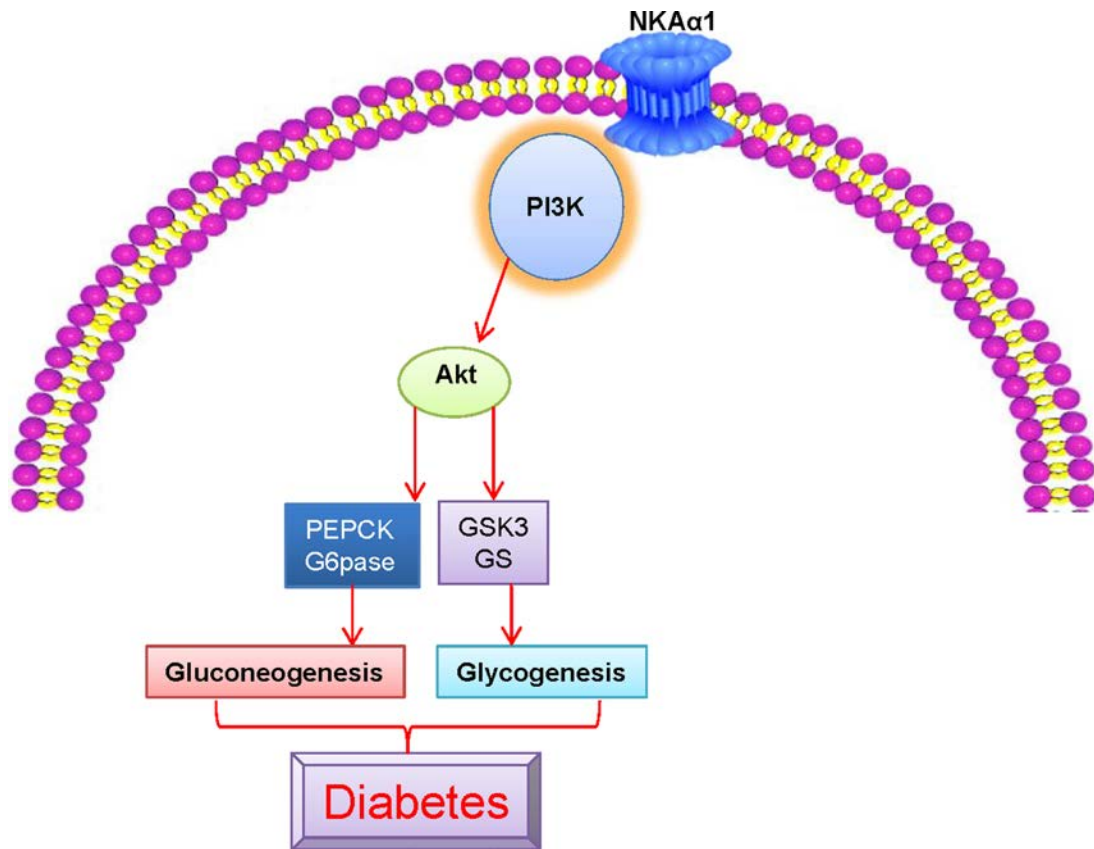 NKAα1
PI3K
Akt
PEPCK
G6pase
GSK3
GS
Gluconeogenesis
Glycogenesis
Diabetes